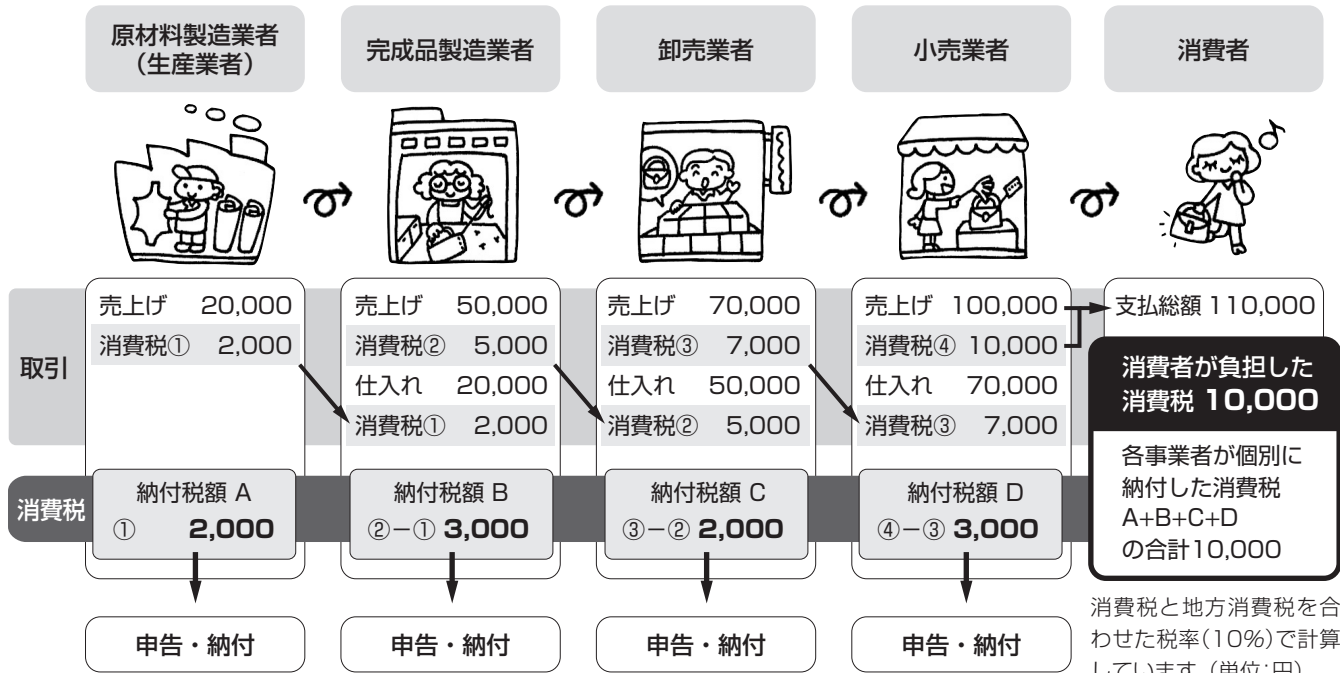 原材料製造業者
（生産業者）
完成品製造業者
卸売業者
小売業者
消費者
取引
売上げ 20,000
消費税① 2,000
売上げ 50,000
消費税② 5,000
仕入れ 20,000
消費税① 2,000
売上げ 70,000
消費税③ 7,000
仕入れ 50,000
消費税② 5,000
売上げ 100,000
消費税④ 10,000
仕入れ 70,000
消費税③ 7,000
支払総額 110,000
消費者が負担した
消費税 10,000
各事業者が個別に
納付した消費税
A+B+C+D
の合計10,000
消費税
納付税額 A
① 2,000
納付税額 B
②－① 3,000
納付税額 C
③－② 2,000
納付税額 D
④－③ 3,000
申告・納付
申告・納付
申告・納付
申告・納付
消費税と地方消費税を合
わせた税率(10%)で計算
しています。(単位:円)